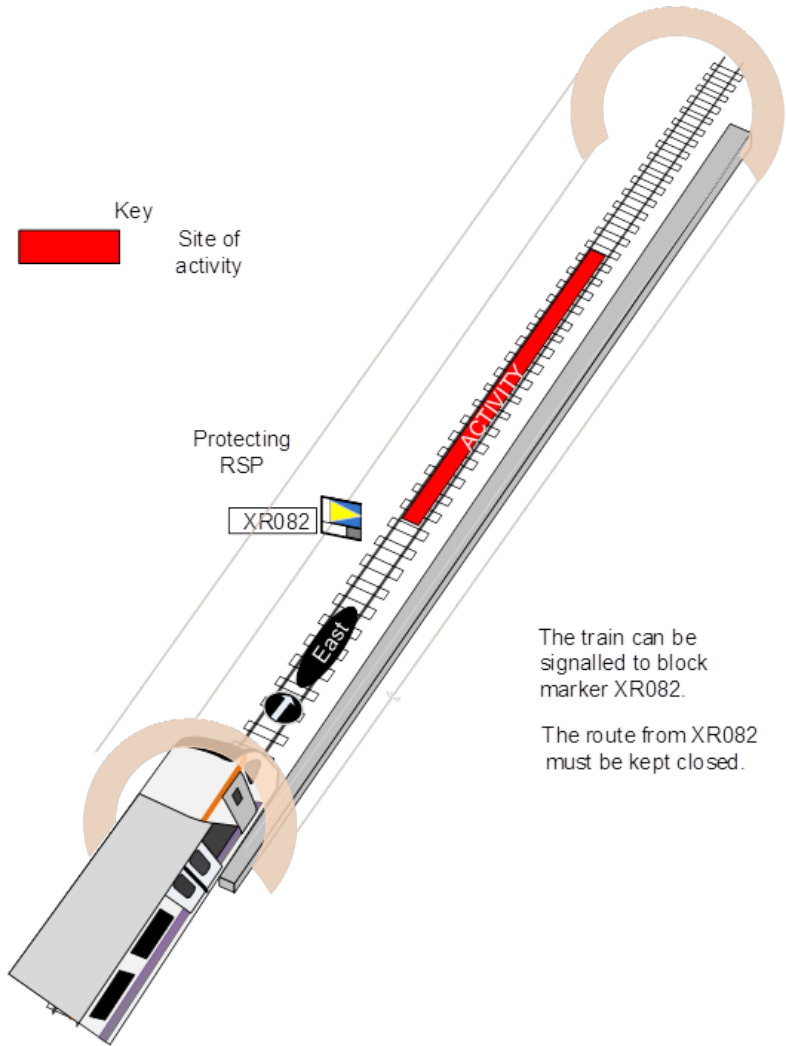 Key
Site of
activity
ACTIVITY
Protecting
RSP
XR082
East
The train can be
signalled to block
marker XR082.
The route from XR082
must be kept closed.